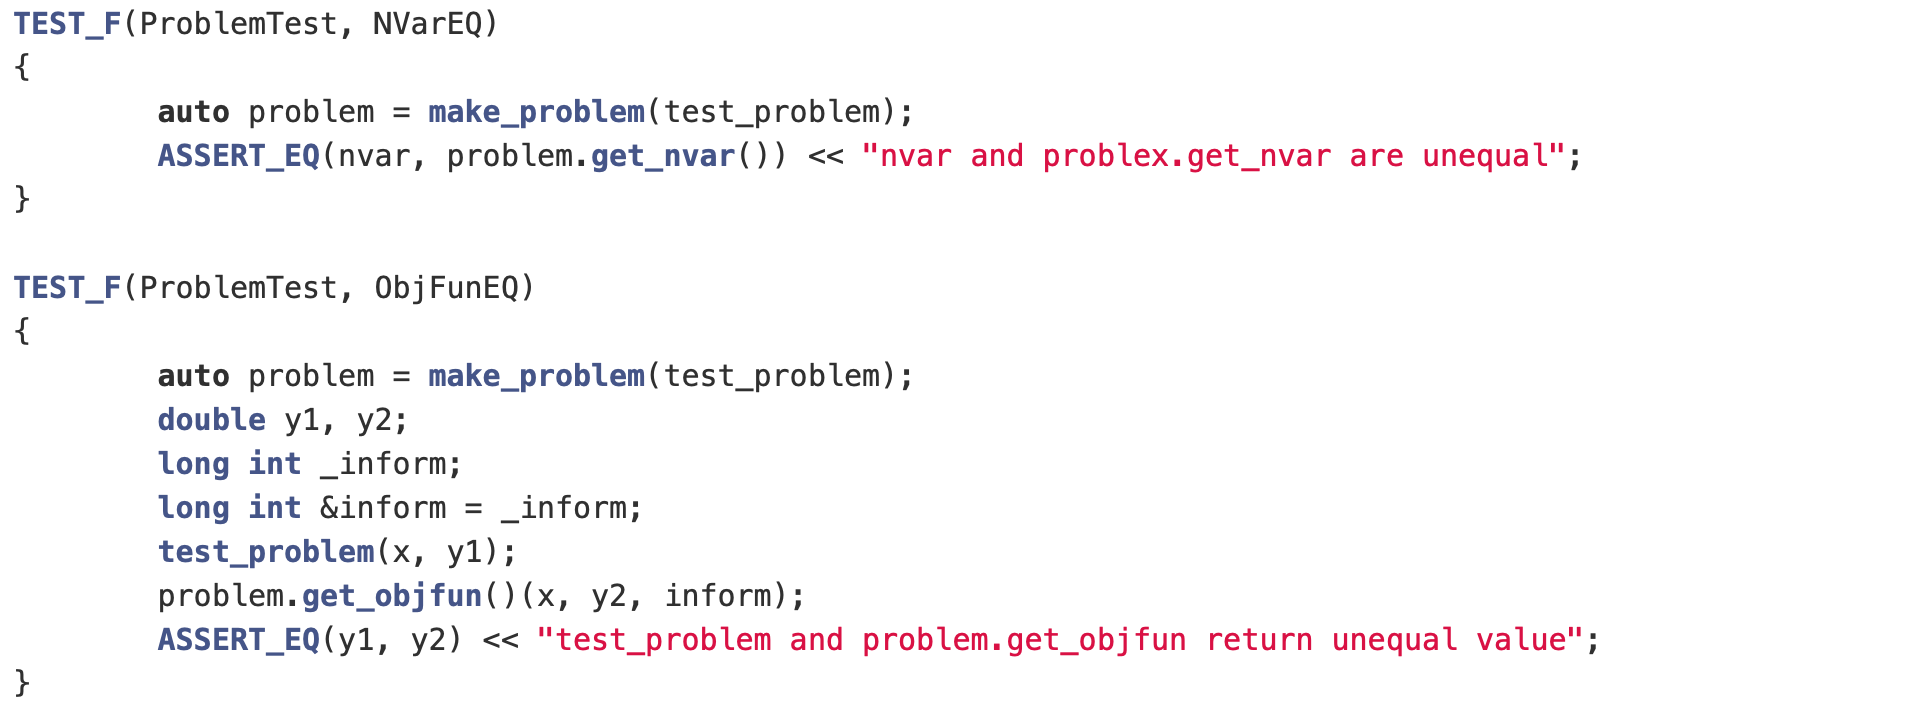 TEST_F(ProblemTest, NVarEQ)
{
        auto problem = make_problem(test_problem);
        ASSERT_EQ(nvar, problem.get_nvar()) << "nvar and problex.get_nvar are unequal";
}

TEST_F(ProblemTest, ObjFunEQ)
{
        auto problem = make_problem(test_problem);
        double y1, y2;
        long int _inform;
        long int &inform = _inform;
        test_problem(x, y1);
        problem.get_objfun()(x, y2, inform);
        ASSERT_EQ(y1, y2) << "test_problem and problem.get_objfun return unequal value";
}